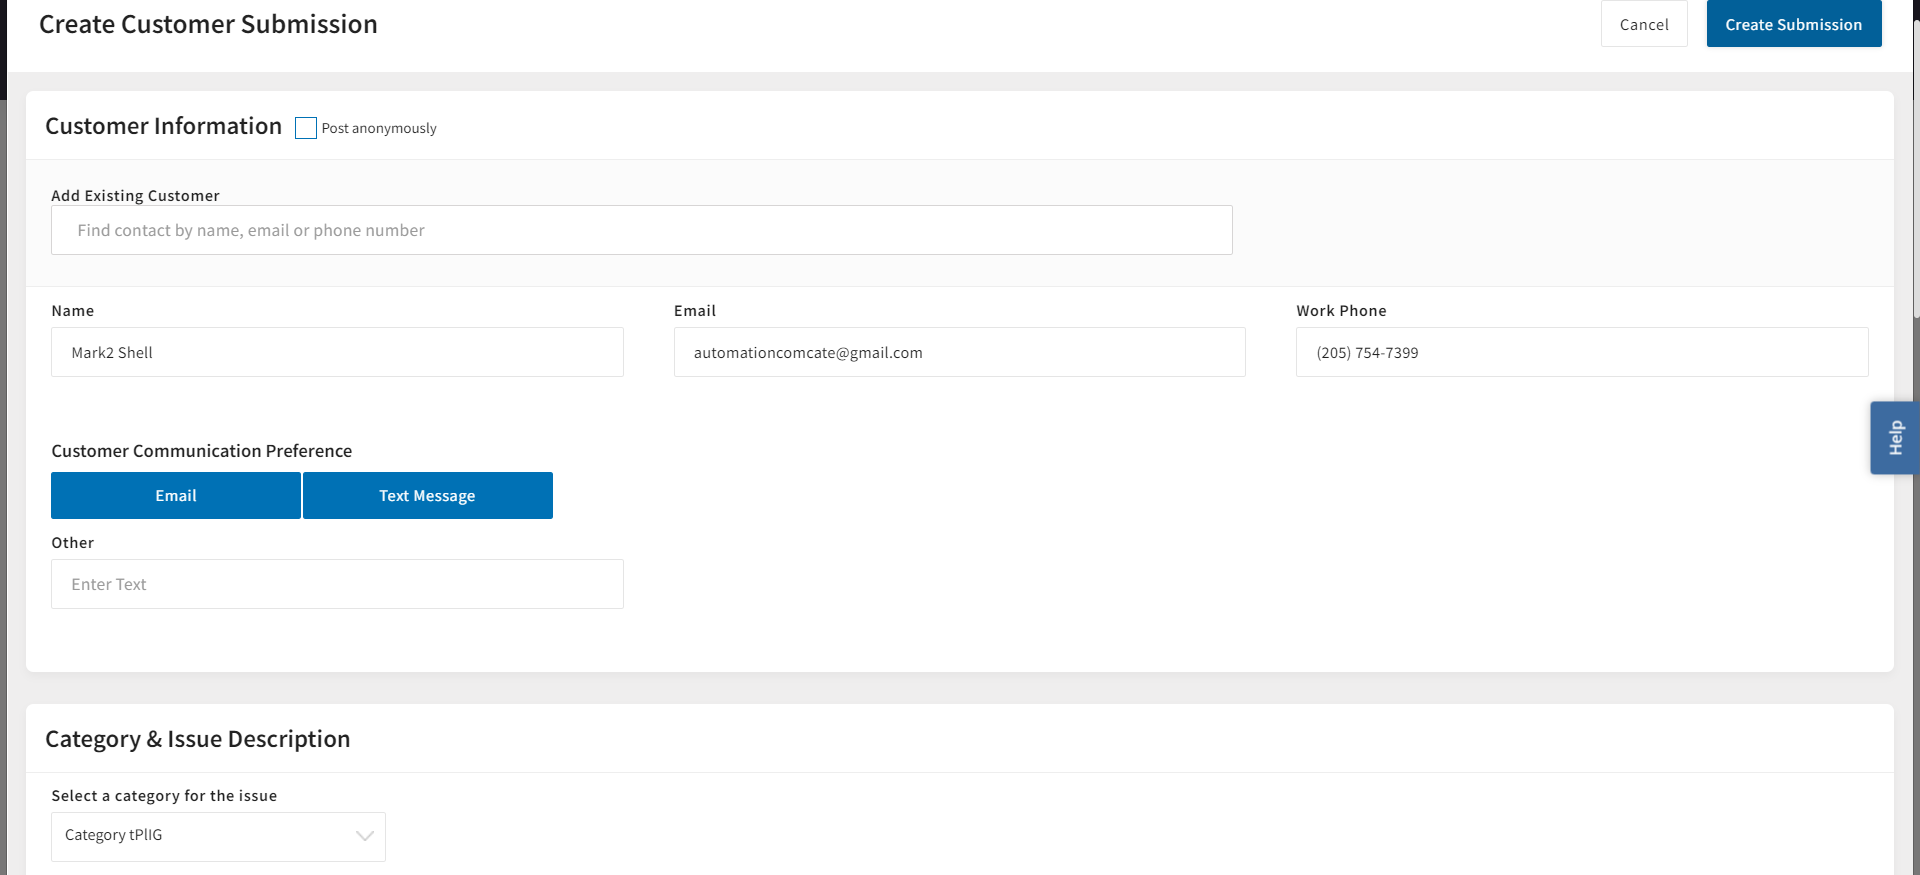 Create Customer Submission
Cancel
Create Submission
Customer Information
Post anonymously
Add Existing Customer
Find contact by name, email or phone number
Name
Email
Work Phone
Mark2 Shell
automationcomcate@gmail.com
(205) 754-7399
Help
Customer Communication Preference
Email
Text Message
Other
Enter Text
Category & Issue Description
Select a category for the issue
Category tPlIG